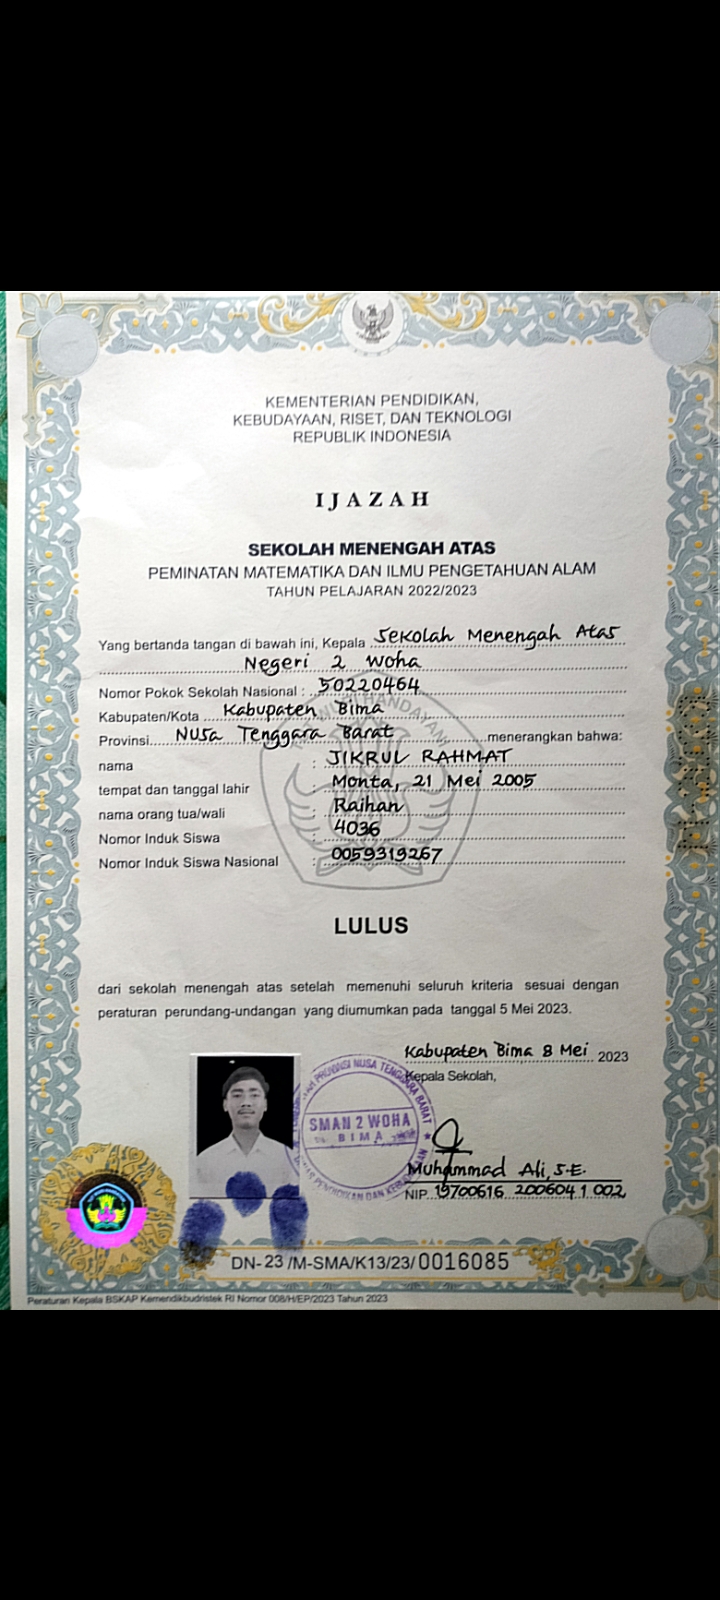 KEMENTERIAN PENDIDIKAN,
KEBUDAYAAN, RISET, DAN TEKNOLOGI
REPUBLIK INDONESIA
IJAZAH
SEKOLAH MENENGAH ATAS
PEMINATAN MATEMATIKA DAN ILMU PENGETAHUAN ALAM
TAHUN PELAJARAN 2022/2023
Yang bertanda tangan di bawah ini, Kepala Sekolah Menengah Atas
Negeri 2 Woha
Nomor Pokok Sekolah Nasional : 50220464
Kabupaten/Kota Kabupaten Bima
Provinsi Nusa Tenggara Barat menerangkan bahwa:
nama : JIKRUL RAHMAT
tempat dan tanggal lahir : Monta, 21 Mei 2005
nama orang tua/wali : Raihan
Nomor Induk Siswa : 4036
Nomor Induk Siswa Nasional : 0059319267
HANDAYANI
LULUS
dari sekolah menengah atas setelah memenuhi seluruh kriteria sesuai dengan
peraturan perundang-undangan yang diumumkan pada tanggal 5 Mei 2023.
Kabupaten Bima 8 Mei 2023
Kepala Sekolah,
NUSA TENGGARA BARAT
SMAN 2 WOHA
BIMA
PENDIDIKAN DAN
Muhammad Ali, S.E.
NIP. 19700616 200604 1 002
DN-23/M-SMA/K13/23/0016085
Peraturan Kepala BSKAP Kemendikbudristek RI Nomor 008/H/EP/2023 Tahun 2023